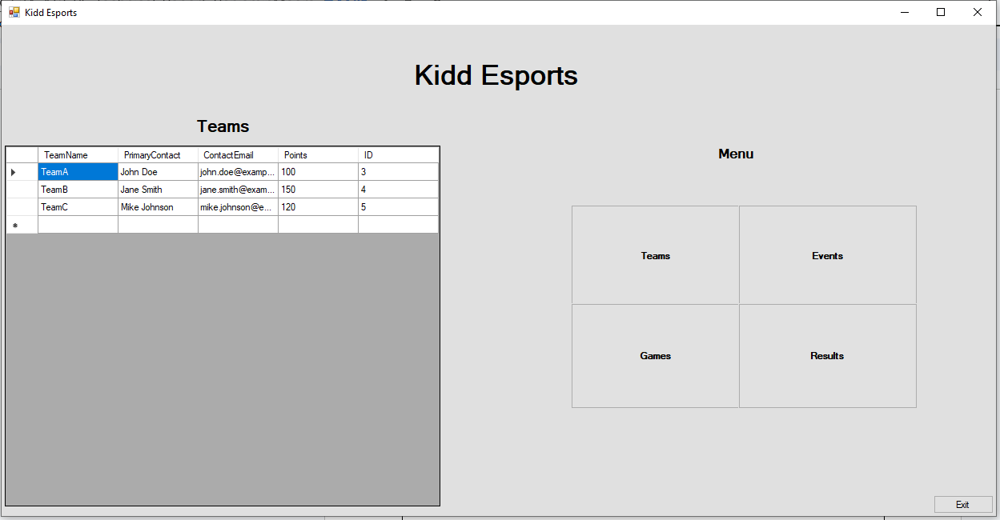 Kidd Esports
Kidd Esports
Teams
TeamName PrimaryContact ContactEmail Points ID
TeamA John Doe john.doe@examp... 100 3
TeamB Jane Smith jane.smith@exam... 150 4
TeamC Mike Johnson mike.johnson@e... 120 5
Menu
Teams Events
Games Results
Exit